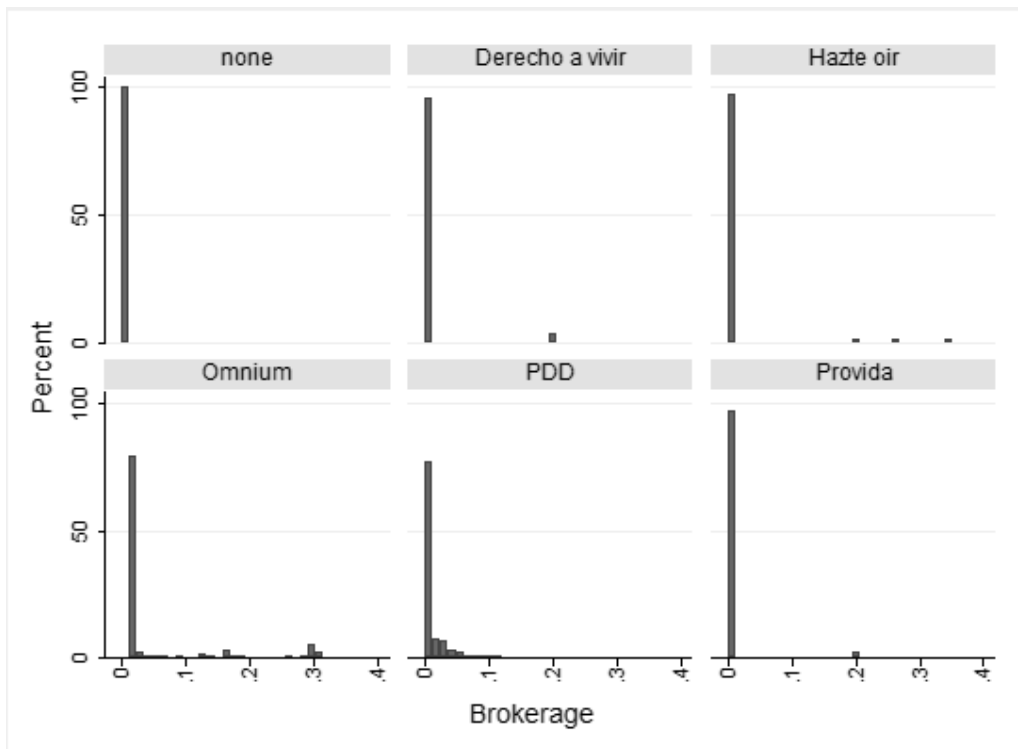 none
Derecho a vivir
Hazte oir
100
50
0
Omnium
PDD
Provida
100
50
0
0
.1
.2
.3
.4
0
.1
.2
.3
.4
0
.1
.2
.3
.4
Percent
Brokerage